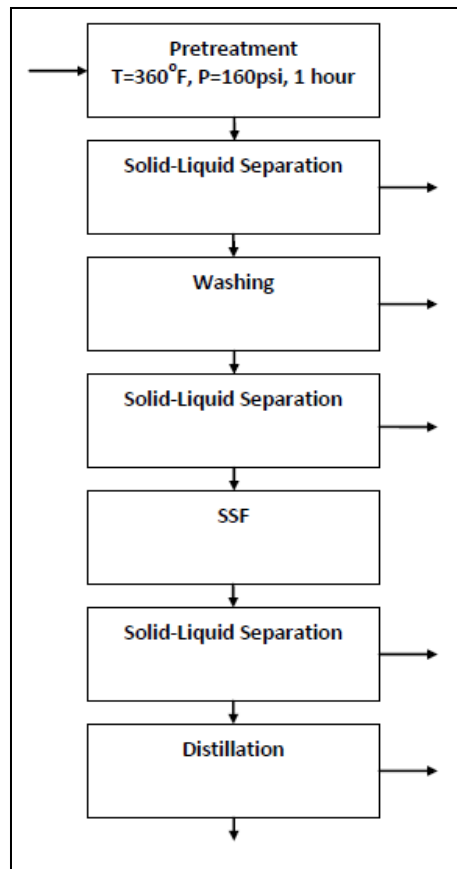 Pretreatment
T=360°F, P=160psi, 1 hour
Solid-Liquid Separation
Washing
Solid-Liquid Separation
SSF
Solid-Liquid Separation
Distillation